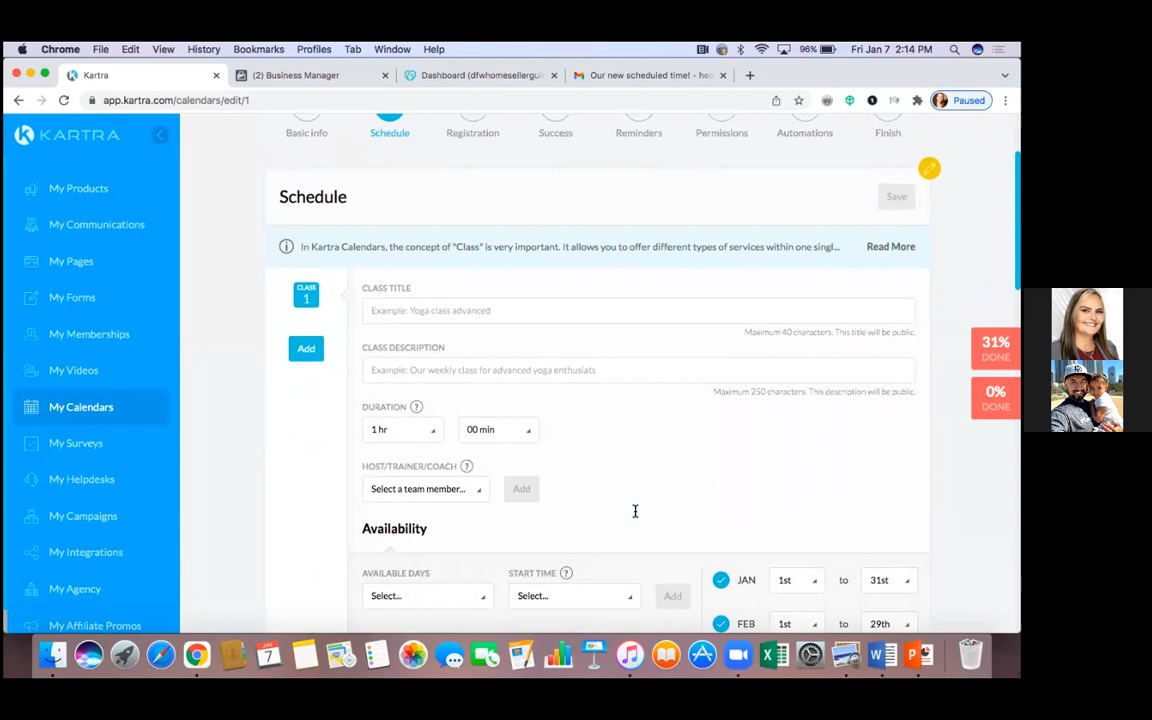 Chrome File Edit View History Bookmarks Profiles Tab Window Help 96% Fri Jan 7 2:14 PM
Kartra (2) Business Manager Dashboard (dfwhomesellergui Our new scheduled time! - hea
app.kartra.com/calendars/edit/1 Paused
KARTRA
My Products
My Communications
My Pages
My Forms
My Memberships
My Videos
My Calendars
My Surveys
My Helpdesks
My Campaigns
My Integrations
My Agency
My Affiliate Promos
Basic info Schedule Registration Success Reminders Permissions Automations Finish
Schedule Save
In Kartra Calendars, the concept of "Class" is very important. It allows you to offer different types of services within one singl... Read More
CLASS
1
Add
CLASS TITLE
Example: Yoga class advanced
Maximum 40 characters. This title will be public.
CLASS DESCRIPTION
Example: Our weekly class for advanced yoga enthusiats
Maximum 250 characters. This description will be public.
DURATION ?
1 hr 00 min
HOST/TRAINER/COACH ?
Select a team member... Add
Availability
AVAILABLE DAYS START TIME ?
Select... Select... Add
JAN 1st to 31st
FEB 1st to 29th
31%
DONE
0%
DONE
JAN
7